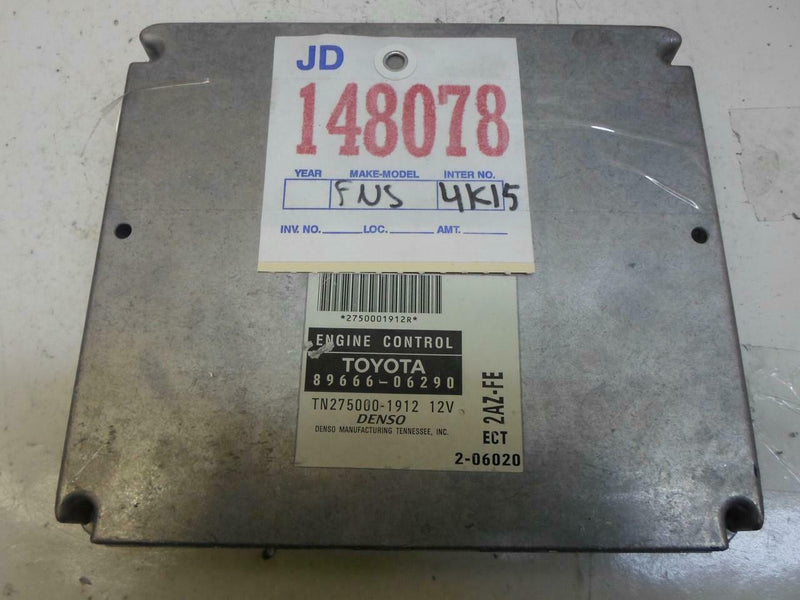 JD
148078
YEAR MAKE-MODEL INTER NO.
FNS 4K15
INV. NO. LOC. AMT.
*2750001912R*
ENGINE CONTROL
TOYOTA
89666-06290
TN275000-1912 12V
DENSO
DENSO MANUFACTURING TENNESSEE, INC.
2AZ-FE
ECT
2-06020